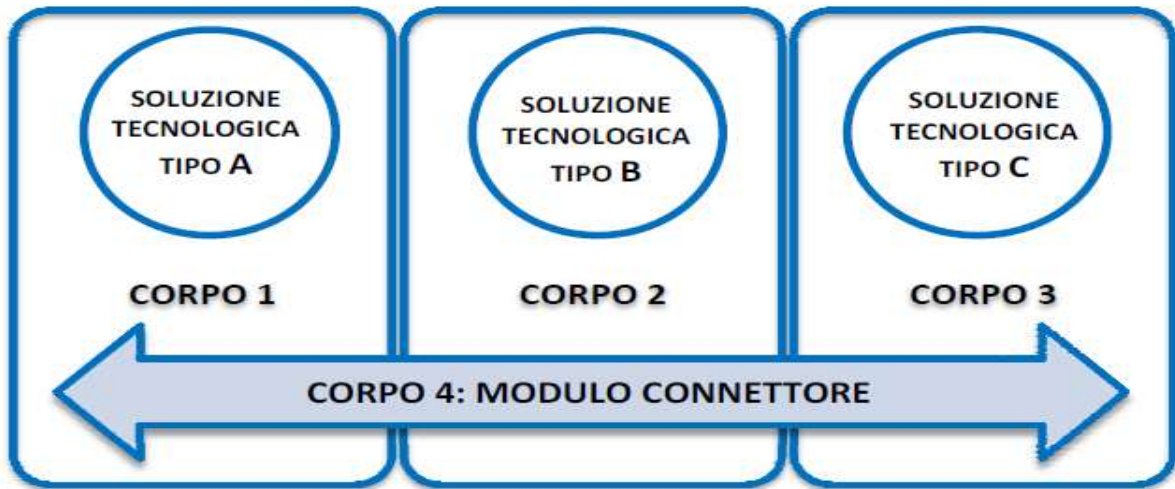 SOLUZIONE
TECNOLOGICA
TIPO A
SOLUZIONE
TECNOLOGICA
TIPO B
SOLUZIONE
TECNOLOGICA
TIPO C
CORPO 1
CORPO 2
CORPO 3
CORPO 4: MODULO CONNETTORE